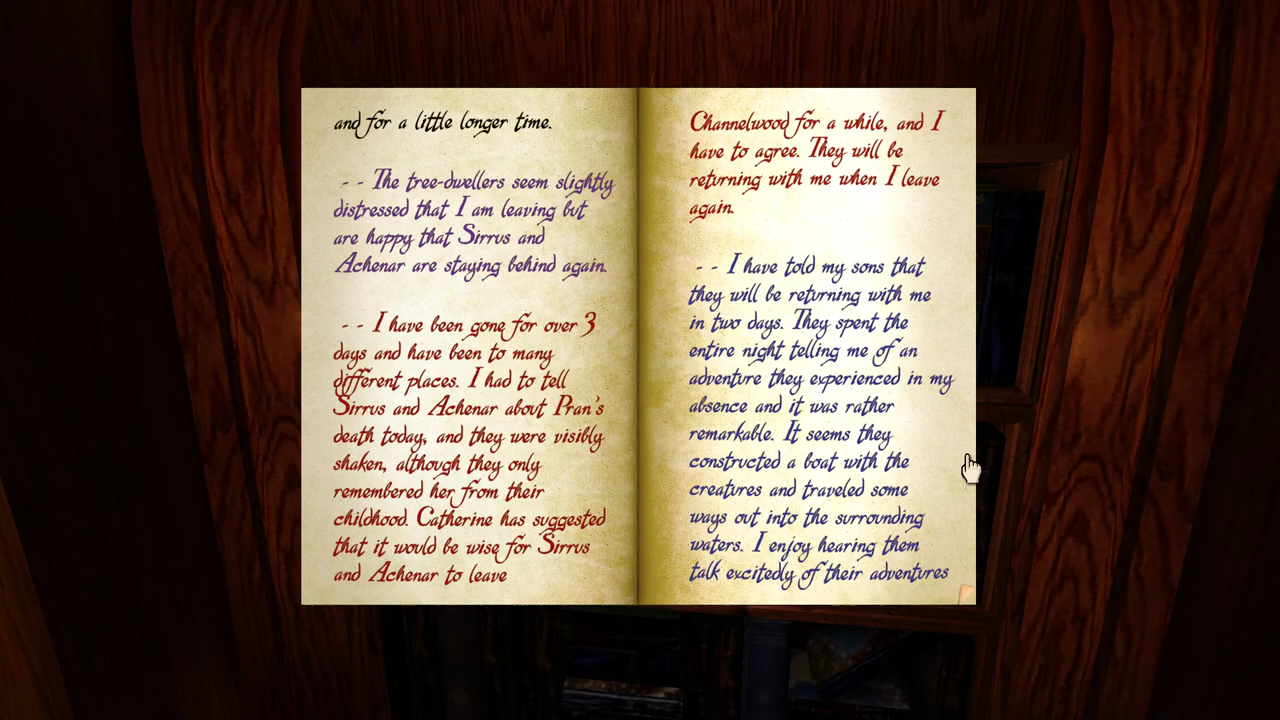 and for a little longer time.
- - The tree-dwellers seem slightly
distressed that I am leaving but
are happy that Sirrus and
Achenar are staying behind again.
- - I have been gone for over 3
days and have been to many
different places. I had to tell
Sirrus and Achenar about Pran's
death today, and they were visibly
shaken, although they only
remembered her from their
childhood. Catherine has suggested
that it would be wise for Sirrus
and Achenar to leave
Channelwood for a while, and I
have to agree. They will be
returning with me when I leave
again.
- - I have told my sons that
they will be returning with me
in two days. They spent the
entire night telling me of an
adventure they experienced in my
absence and it was rather
remarkable. It seems they
constructed a boat with the
creatures and traveled some
ways out into the surrounding
waters. I enjoy hearing them
talk excitedly of their adventures